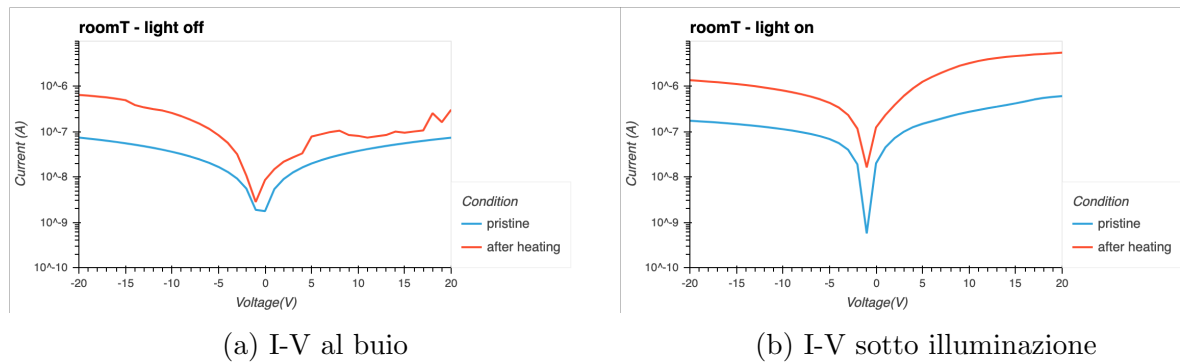 roomT - light off
10^-6
10^-7
10^-8
10^-9
10^-10
Current (A)
-20 -15 -10 -5 0 5 10 15 20
Voltage(V)
Condition
pristine
after heating
(a) I-V al buio
roomT - light on
10^-6
10^-7
10^-8
10^-9
10^-10
Current (A)
-20 -15 -10 -5 0 5 10 15 20
Voltage(V)
Condition
pristine
after heating
(b) I-V sotto illuminazione